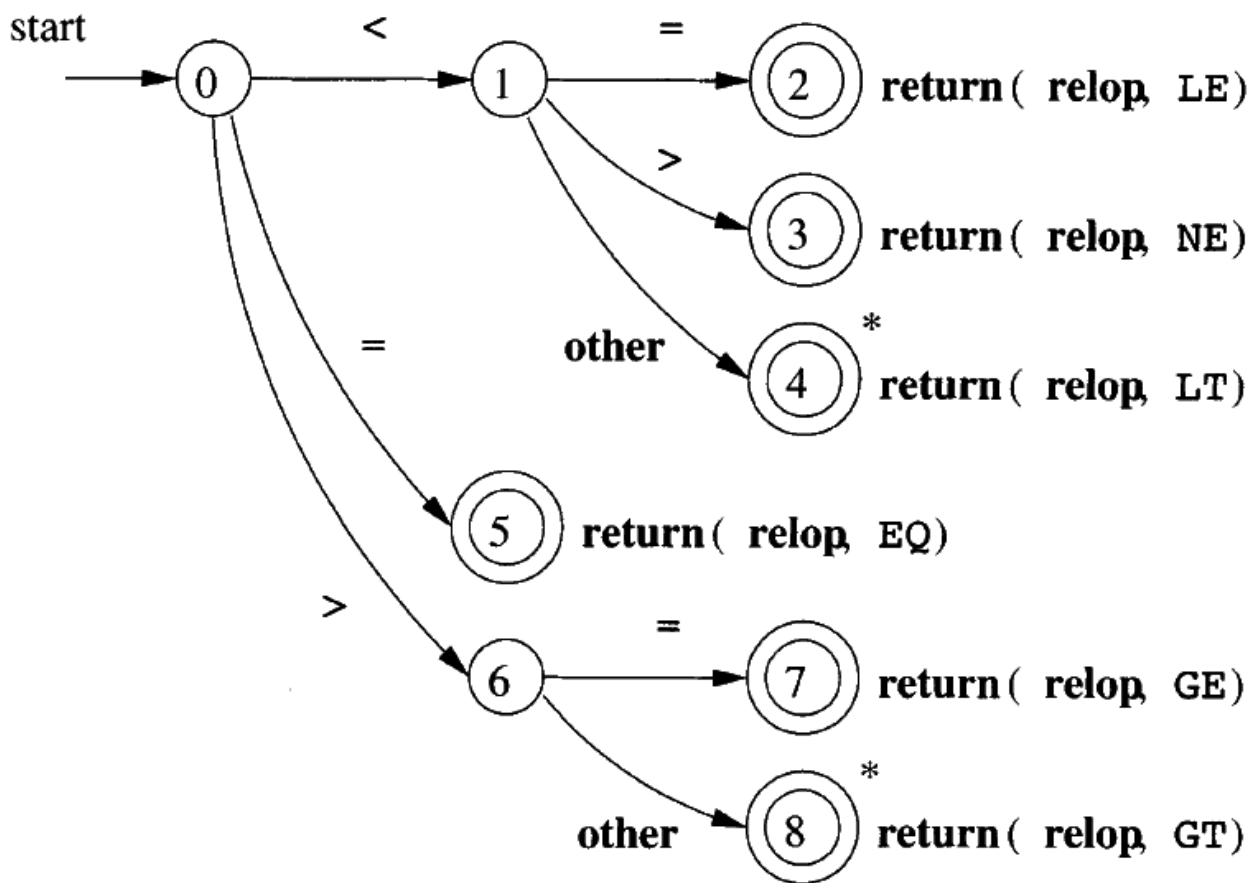 start
< =
0 1 2 return( relop, LE)
>
3 return( relop, NE)
*
= other
4 return( relop, LT)
5 return( relop, EQ)
> =
6 7 return( relop, GE)
*
other 8 return( relop, GT)